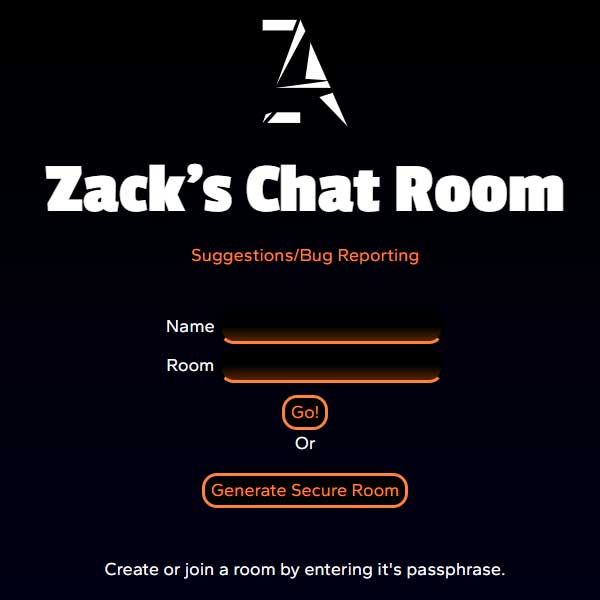 ZA
Zack's Chat Room
Suggestions/Bug Reporting
Name
Room
Go!
Or
Generate Secure Room
Create or join a room by entering it's passphrase.